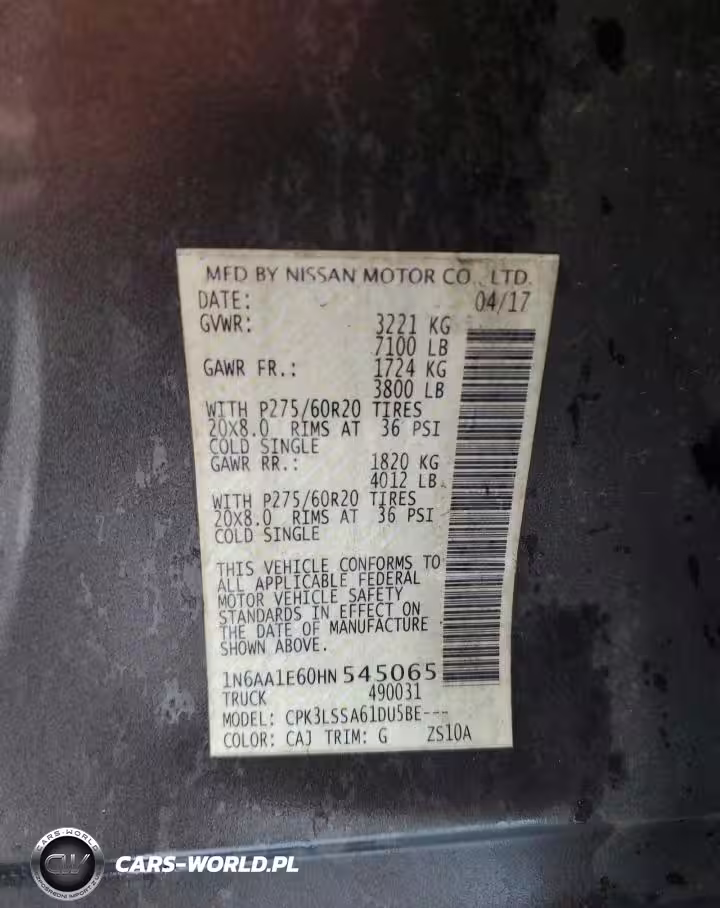 MFD BY NISSAN MOTOR CO., LTD.
DATE: 04/17
GVWR: 3221 KG
7100 LB
GAWR FR.: 1724 KG
3800 LB
WITH P275/60R20 TIRES
20X8.0 RIMS AT 36 PSI
COLD SINGLE
GAWR RR.: 1820 KG
4012 LB
WITH P275/60R20 TIRES
20X8.0 RIMS AT 36 PSI
COLD SINGLE
THIS VEHICLE CONFORMS TO
ALL APPLICABLE FEDERAL
MOTOR VEHICLE SAFETY
STANDARDS IN EFFECT ON
THE DATE OF MANUFACTURE
SHOWN ABOVE.
1N6AA1E60HN545065
TRUCK 490031
MODEL: CPK3LSSA61DU5BE---
COLOR: CAJ TRIM: G ZS10A
CARS-WORLD
CW
CARS-WORLD.PL